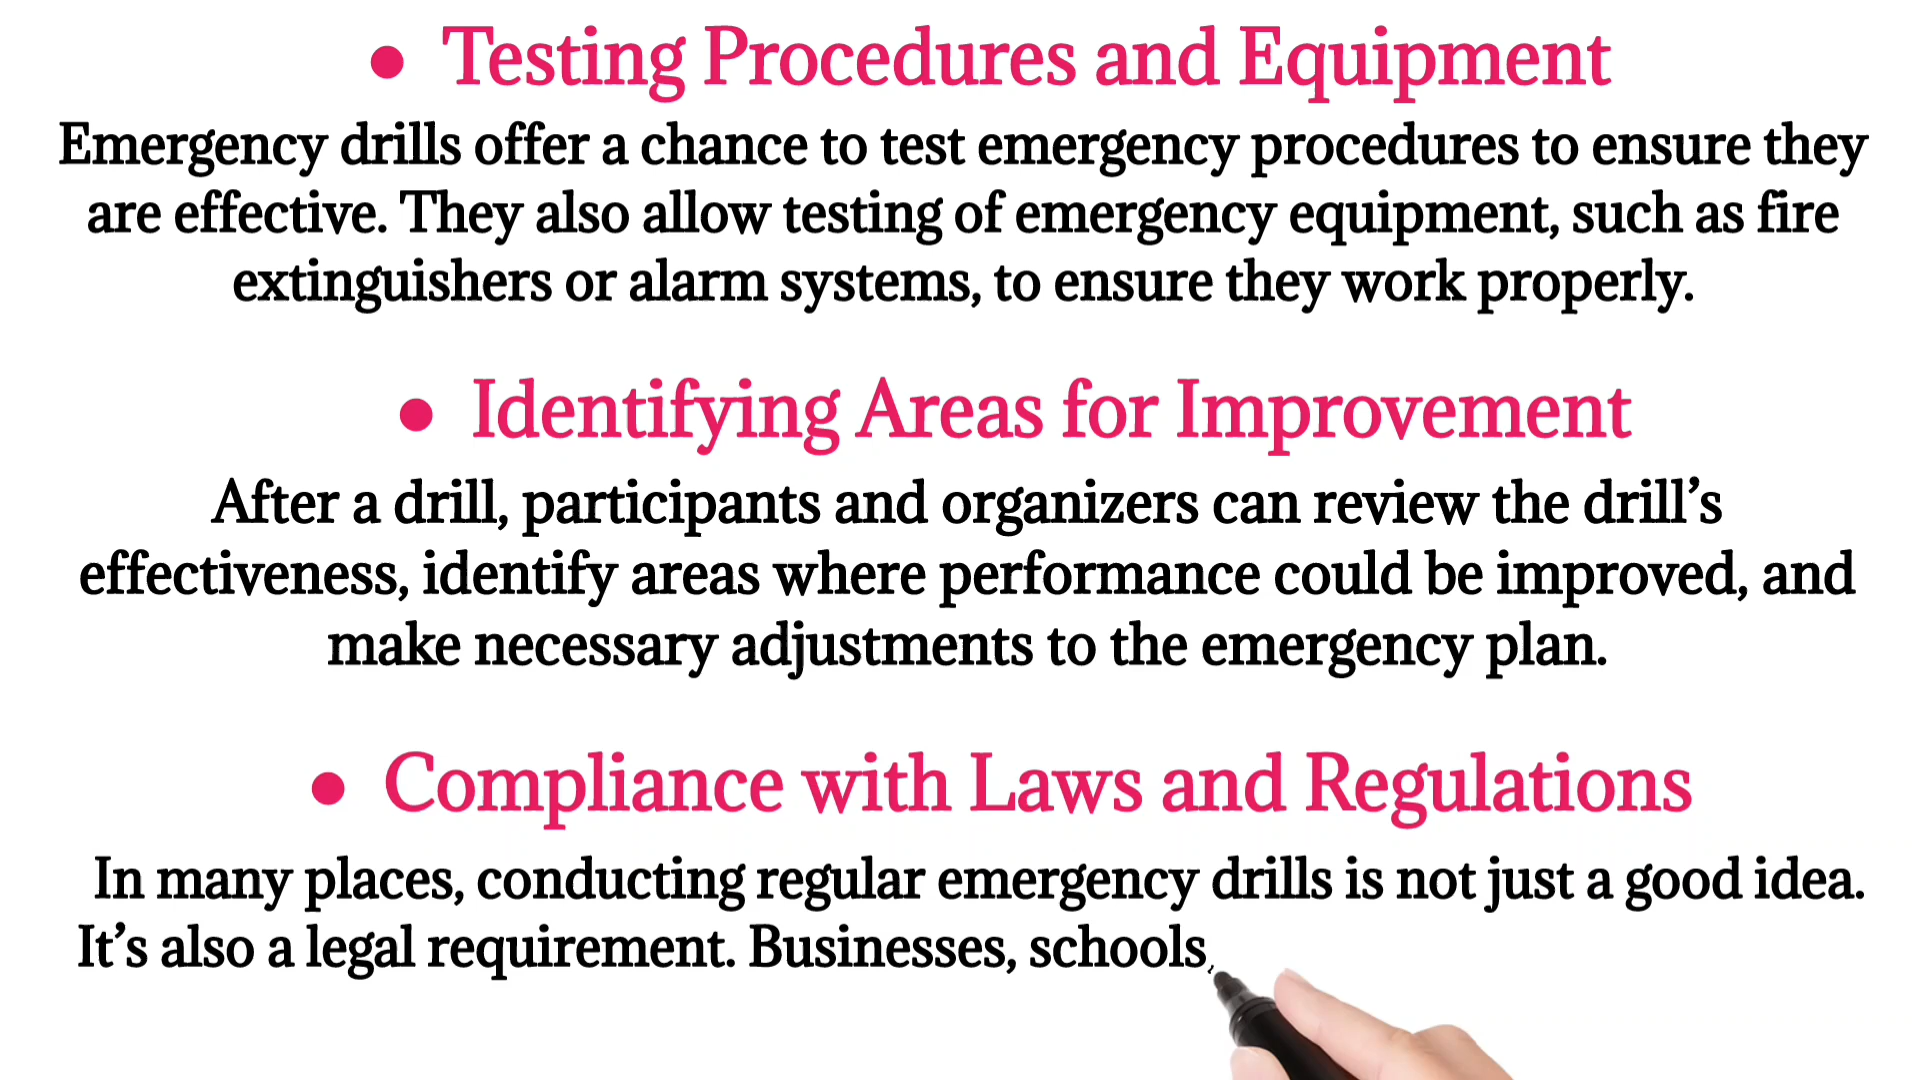 ● Testing Procedures and Equipment
Emergency drills offer a chance to test emergency procedures to ensure they
are effective. They also allow testing of emergency equipment, such as fire
extinguishers or alarm systems, to ensure they work properly.
● Identifying Areas for Improvement
After a drill, participants and organizers can review the drill’s
effectiveness, identify areas where performance could be improved, and
make necessary adjustments to the emergency plan.
● Compliance with Laws and Regulations
In many places, conducting regular emergency drills is not just a good idea.
It’s also a legal requirement. Businesses, schools,